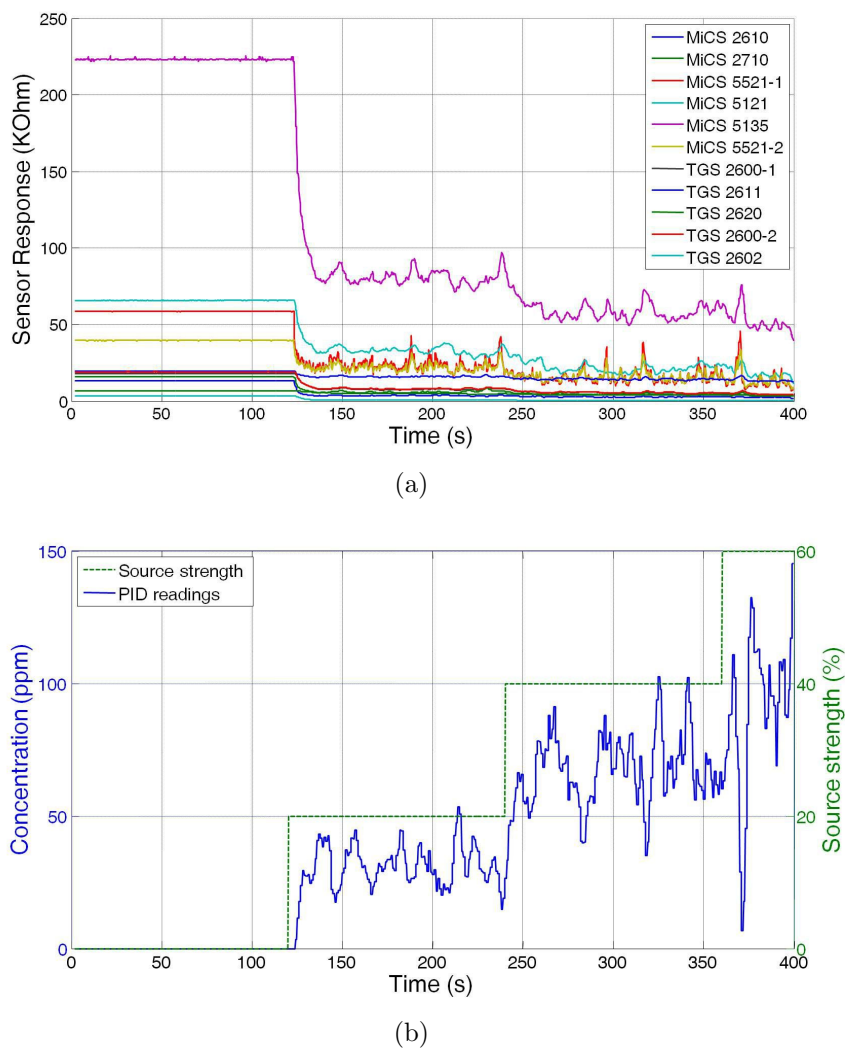 250
200
150
100
50
0
Sensor Response (KOhm)
MiCS 2610
MiCS 2710
MiCS 5521-1
MiCS 5121
MiCS 5135
MiCS 5521-2
TGS 2600-1
TGS 2611
TGS 2620
TGS 2600-2
TGS 2602
0 50 100 150 200 250 300 350 400
Time (s)
(a)
150
100
50
0
Concentration (ppm)
Source strength
PID readings
60
40
20
0
Source strength (%)
0 50 100 150 200 250 300 350 400
Time (s)
(b)